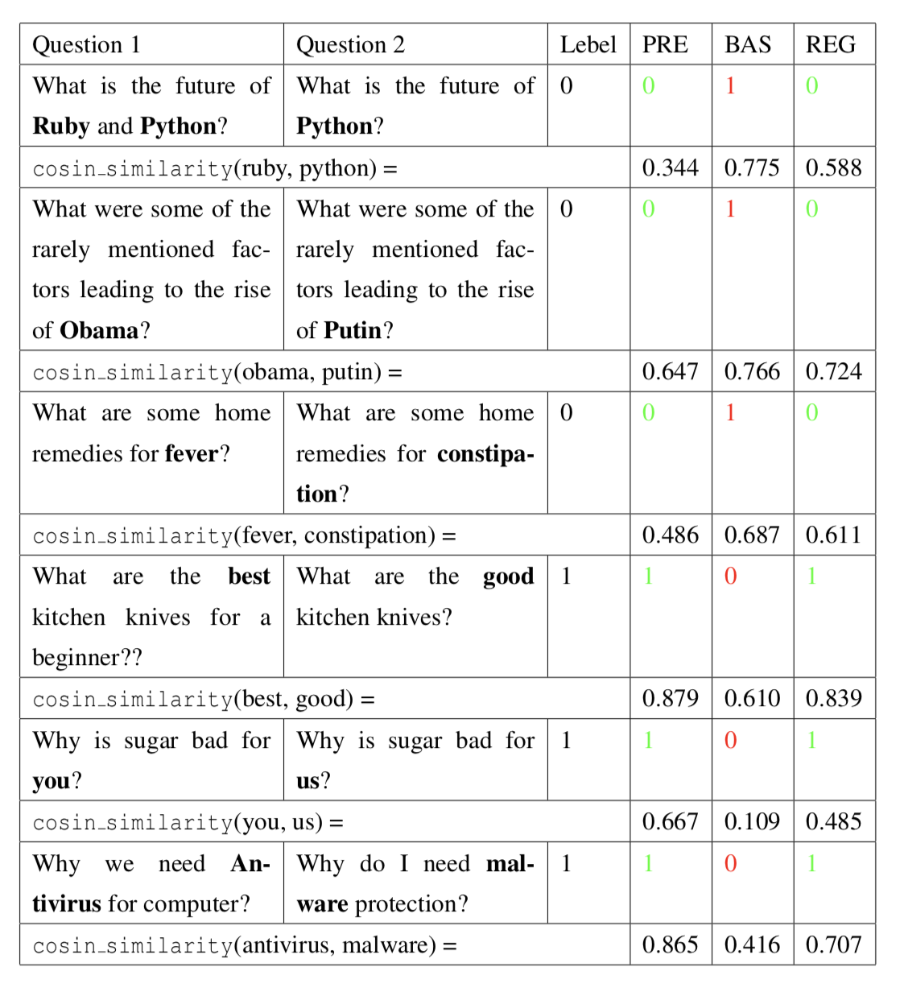 Question 1 Question 2 Lebel PRE BAS REG
What is the future of What is the future of 0 0 1 0
Ruby and Python? Python?
cosin_similarity(ruby, python) = 0.344 0.775 0.588
What were some of the What were some of the 0 0 1 0
rarely mentioned fac- rarely mentioned fac-
tors leading to the rise tors leading to the rise
of Obama? of Putin?
cosin_similarity(obama, putin) = 0.647 0.766 0.724
What are some home What are some home 0 0 1 0
remedies for fever? remedies for constipa-
tion?
cosin_similarity(fever, constipation) = 0.486 0.687 0.611
What are the best What are the good 1 1 0 1
kitchen knives for a kitchen knives?
beginner??
cosin_similarity(best, good) = 0.879 0.610 0.839
Why is sugar bad for Why is sugar bad for 1 1 0 1
you? us?
cosin_similarity(you, us) = 0.667 0.109 0.485
Why we need An- Why do I need mal- 1 1 0 1
tivirus for computer? ware protection?
cosin_similarity(antivirus, malware) = 0.865 0.416 0.707